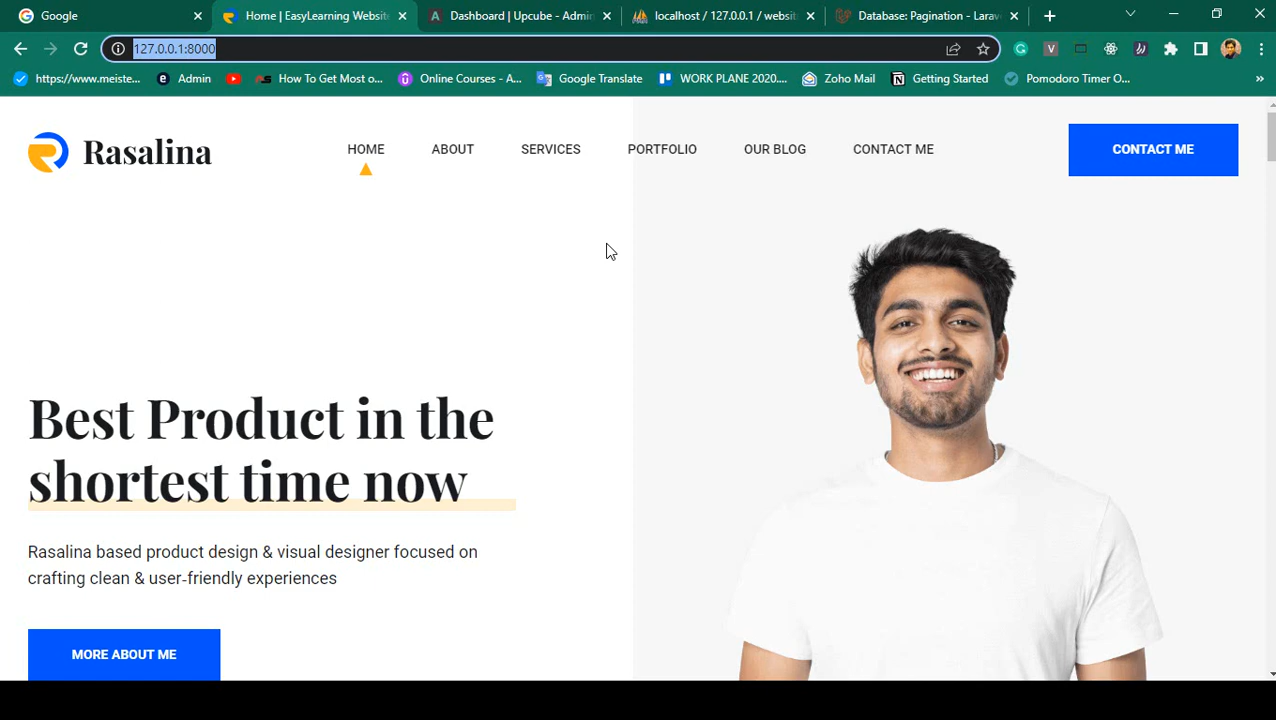 Google
Home | EasyLearning Website
Dashboard | Upcube - Admin
localhost / 127.0.0.1 / websit
Database: Pagination - Larav
127.0.0.1:8000
https://www.meiste...
Admin
How To Get Most o...
Online Courses - A...
Google Translate
WORK PLANE 2020....
Zoho Mail
Getting Started
Pomodoro Timer O...
»
Rasalina
HOME
ABOUT
SERVICES
PORTFOLIO
OUR BLOG
CONTACT ME
CONTACT ME
Best Product in the
shortest time now
Rasalina based product design & visual designer focused on
crafting clean & user-friendly experiences
MORE ABOUT ME